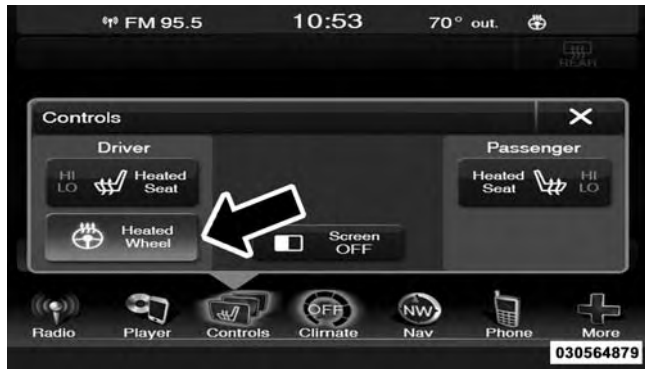 FM 95.5 10:53 70° out.
REAR
Controls
Driver Passenger
HI Heated Heated HI
LO Seat Seat LO
Heated
Wheel
Screen
OFF
OFF NW
Radio Player Controls Climate Nav Phone More
030564879